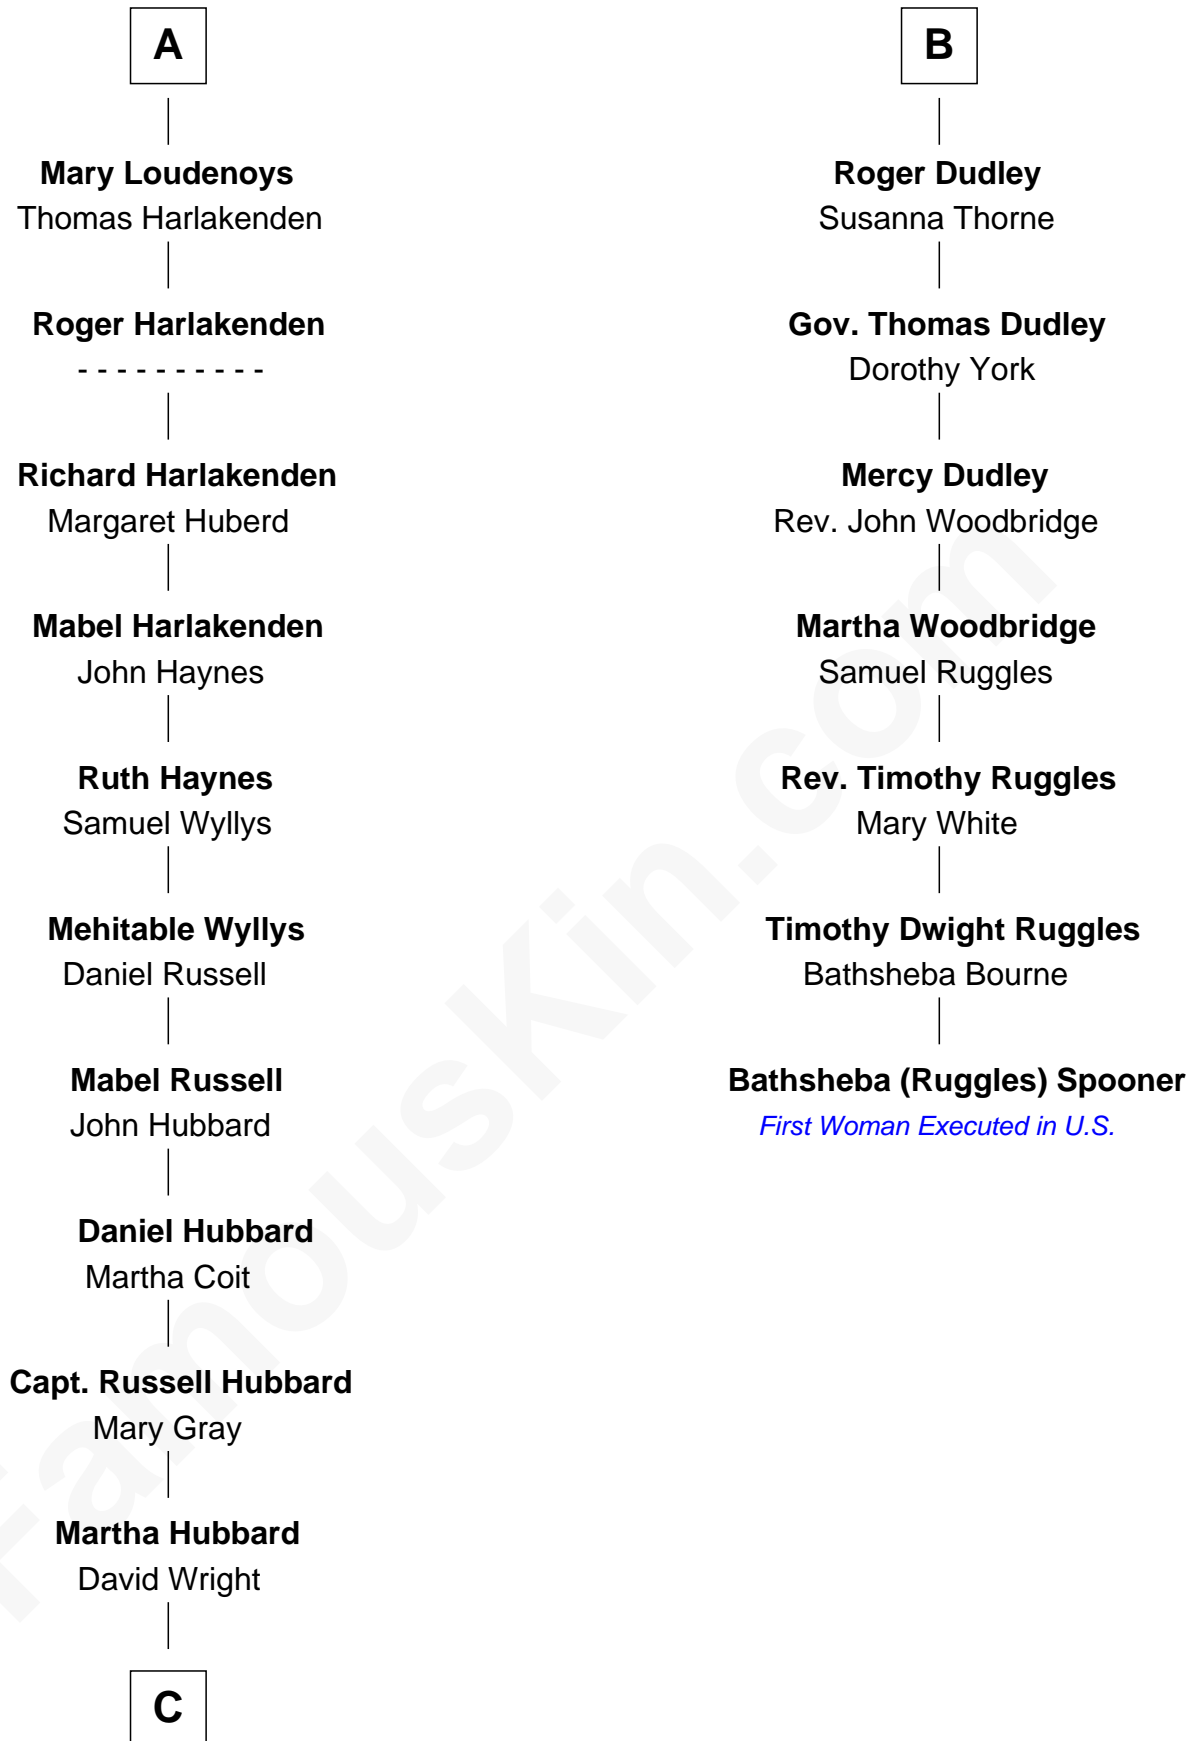 A
Mary Loudenoys
Thomas Harlakenden
Roger Harlakenden
- - - - - - - - - -
Richard Harlakenden
Margaret Huberd
Mabel Harlakenden
John Haynes
Ruth Haynes
Samuel Wyllys
Mehitable Wyllys
Daniel Russell
Mabel Russell
John Hubbard
Daniel Hubbard
Martha Coit
Capt. Russell Hubbard
Mary Gray
Martha Hubbard
David Wright
C
B
Roger Dudley
Susanna Thorne
Gov. Thomas Dudley
Dorothy York
Mercy Dudley
Rev. John Woodbridge
Martha Woodbridge
Samuel Ruggles
Rev. Timothy Ruggles
Mary White
Timothy Dwight Ruggles
Bathsheba Bourne
Bathsheba (Ruggles) Spooner
First Woman Executed in U.S.
FamousKin.com